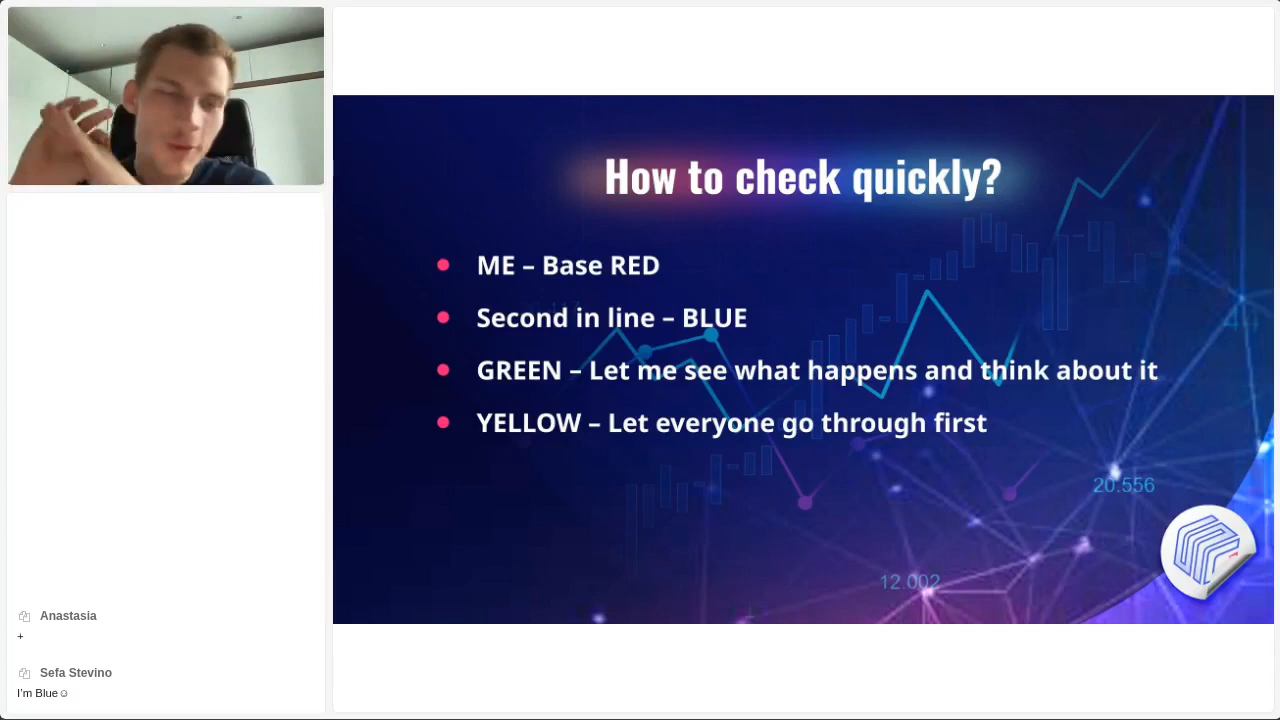 How to check quickly?
ME – Base RED
Second in line – BLUE
GREEN – Let me see what happens and think about it
YELLOW – Let everyone go through first
20.556
12.002
Anastasia
+
Sefa Stevino
I'm Blue☺